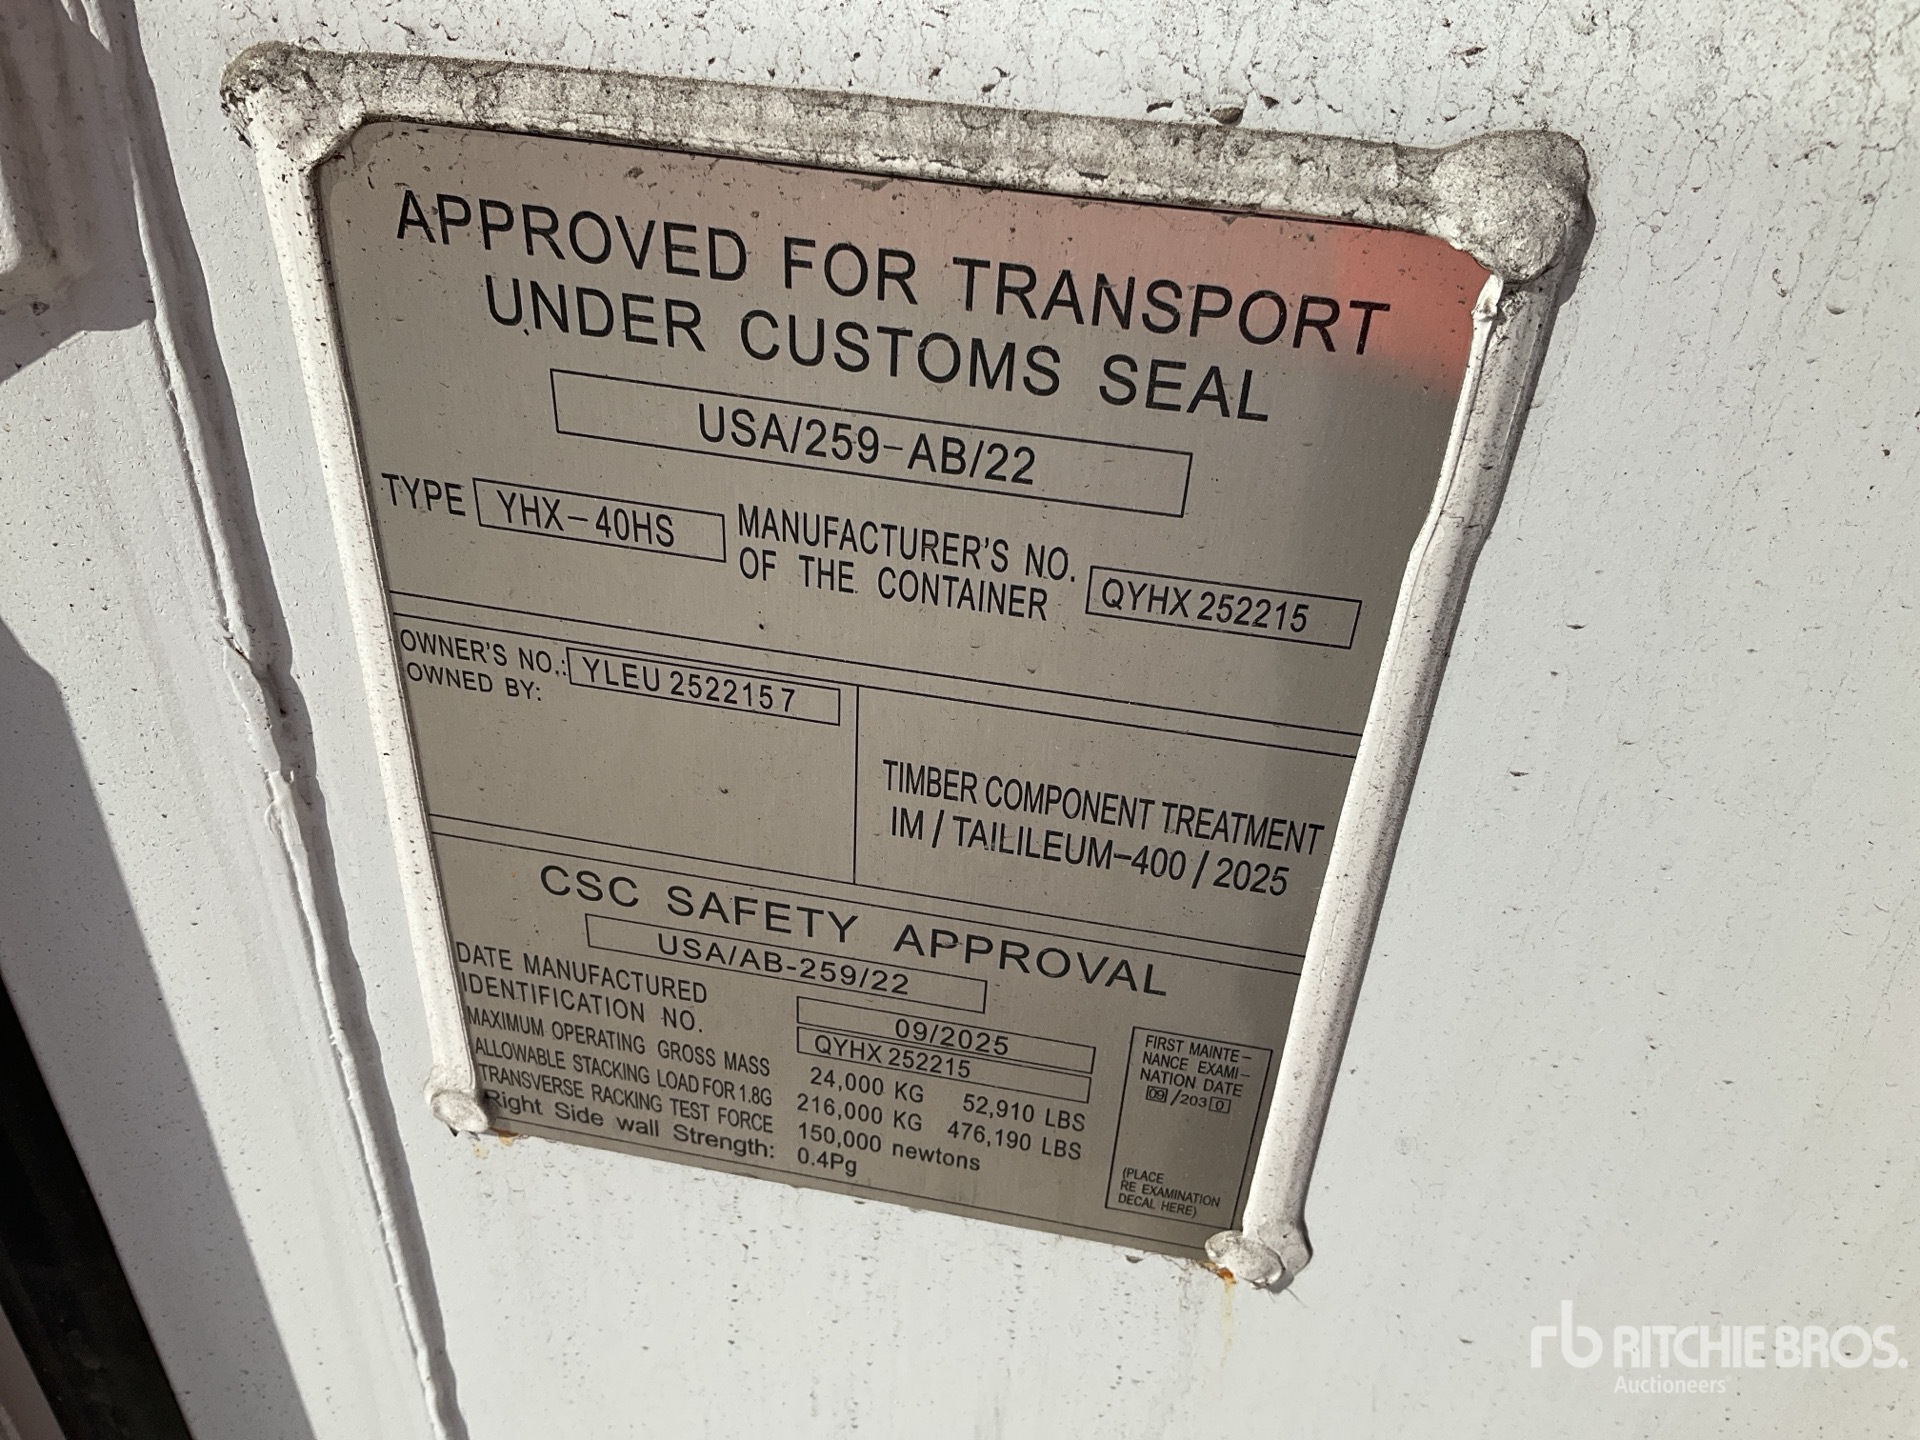 APPROVED FOR TRANSPORT
UNDER CUSTOMS SEAL
USA/259-AB/22
TYPE YHX-40HS
MANUFACTURER'S NO.
OF THE CONTAINER
QYHX 252215
OWNER'S NO.: YLEU 252215 7
OWNED BY:
TIMBER COMPONENT TREATMENT
IM / TAILILEUM-400 / 2025
CSC SAFETY APPROVAL
USA/AB-259/22
DATE MANUFACTURED 09/2025
IDENTIFICATION NO. QYHX 252215
MAXIMUM OPERATING GROSS MASS 24,000 KG 52,910 LBS
ALLOWABLE STACKING LOAD FOR 1.8G 216,000 KG 476,190 LBS
TRANSVERSE RACKING TEST FORCE 150,000 newtons
Right Side wall Strength: 0.4Pg
FIRST MAINTE-
NANCE EXAMI-
NATION DATE
09/2030
(PLACE
RE EXAMINATION
DECAL HERE)
rb RITCHIE BROS.
Auctioneers